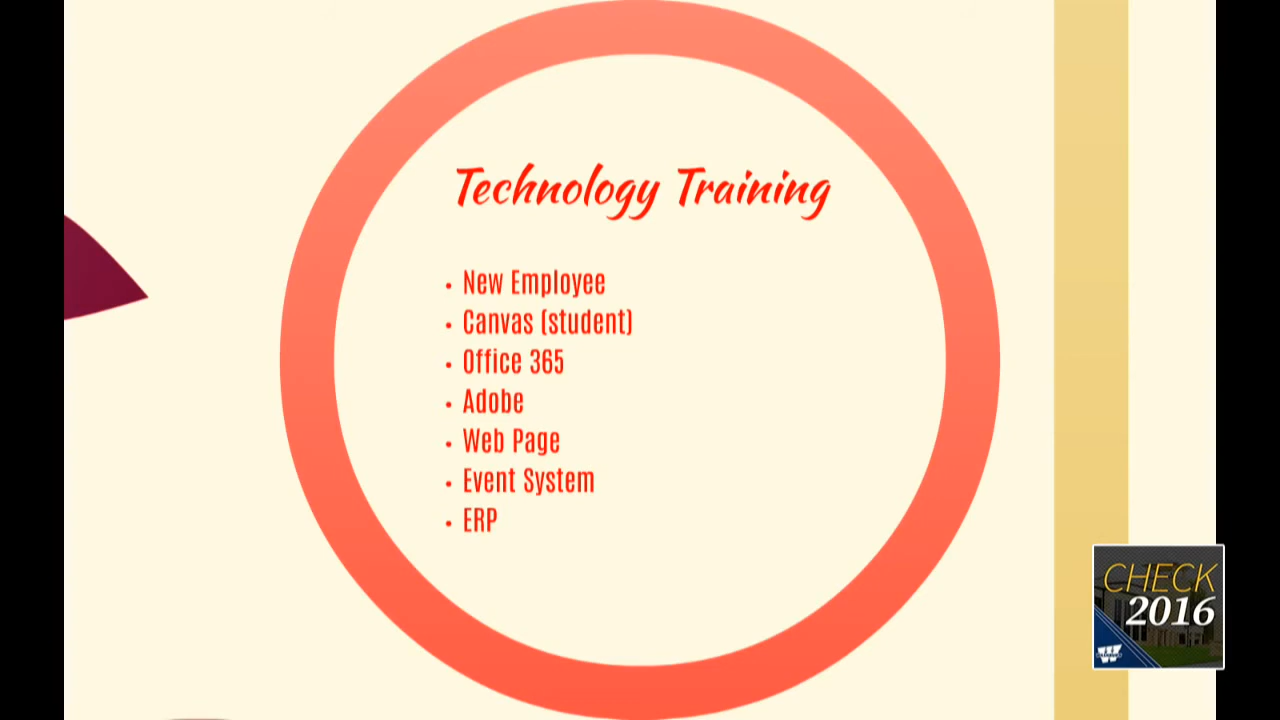 Technology Training
• New Employee
• Canvas (student)
• Office 365
• Adobe
• Web Page
• Event System
• ERP
CHECK
2016
W